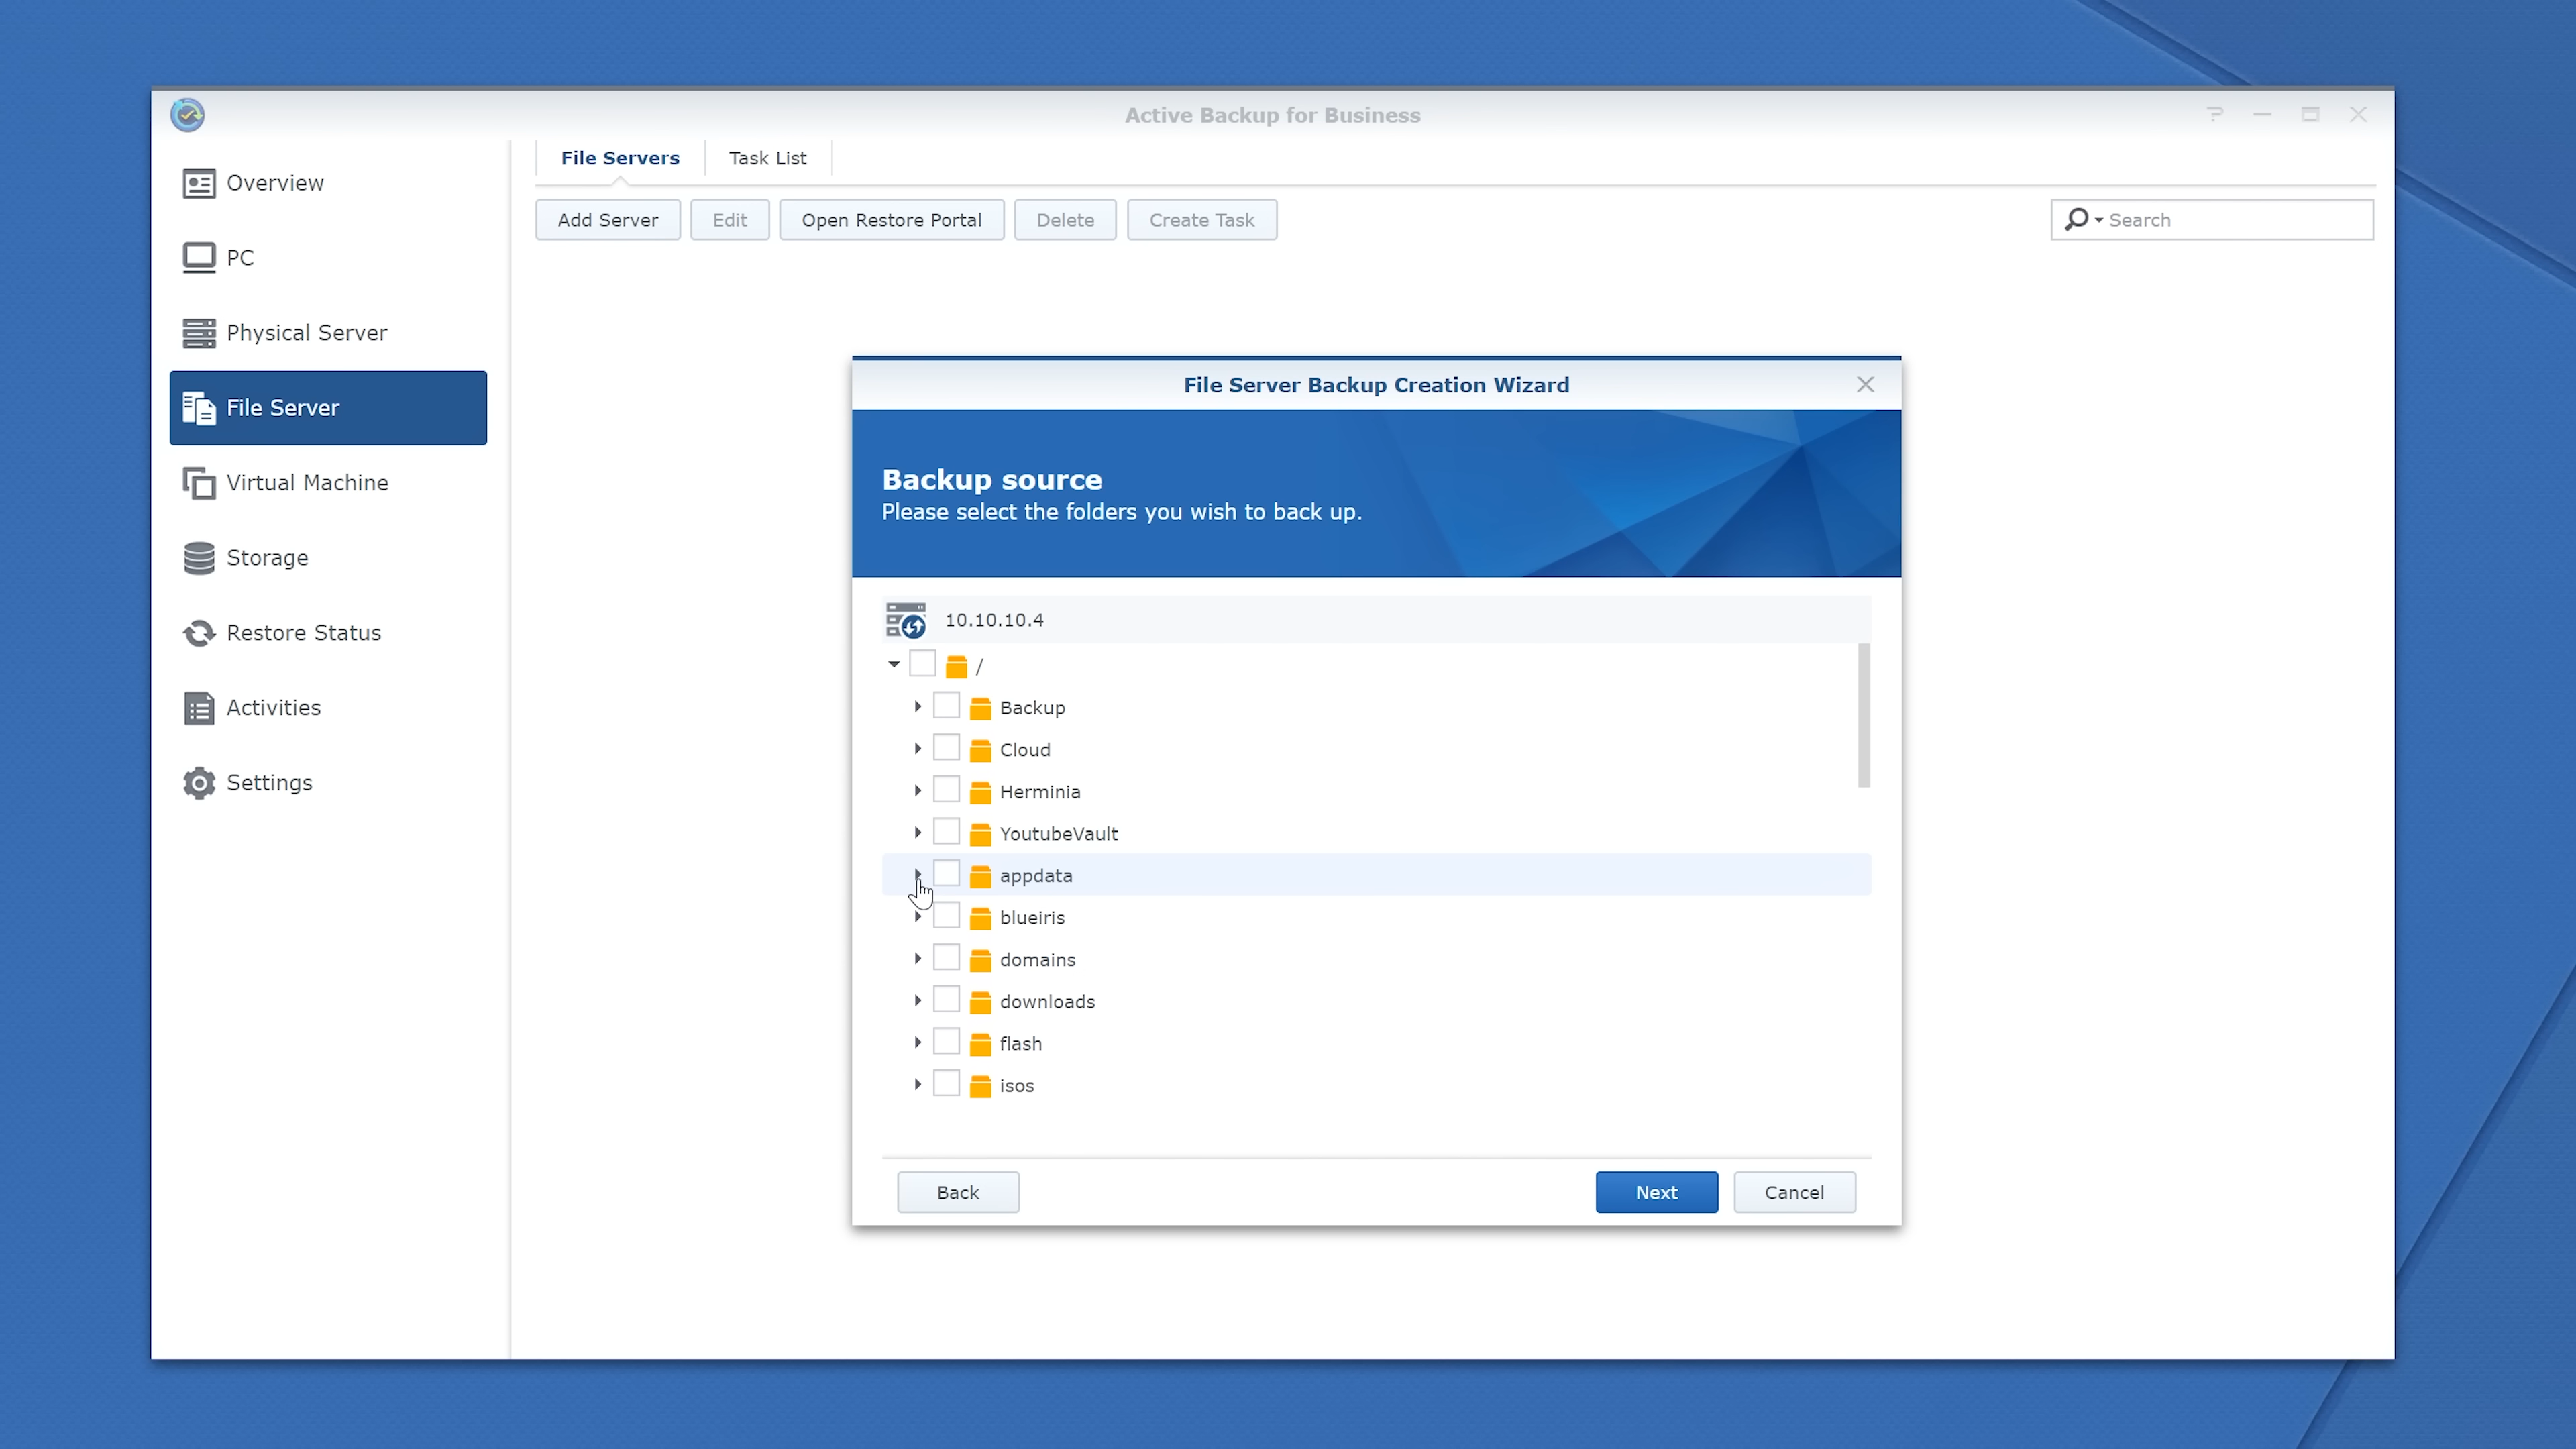 Active Backup for Business
Overview
PC
Physical Server
File Server
Virtual Machine
Storage
Restore Status
Activities
Settings
File Servers
Task List
Add Server
Edit
Open Restore Portal
Delete
Create Task
Search
File Server Backup Creation Wizard
Backup source
Please select the folders you wish to back up.
10.10.10.4
/
Backup
Cloud
Herminia
YoutubeVault
appdata
blueiris
domains
downloads
flash
isos
Back
Next
Cancel